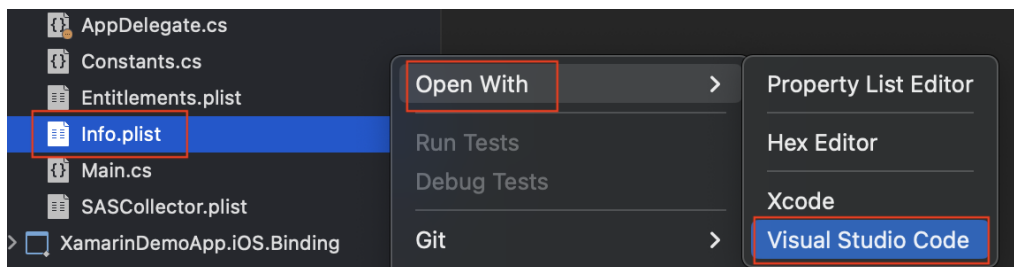 AppDelegate.cs
Constants.cs
Entitlements.plist
Info.plist
Main.cs
SASCollector.plist
XamarinDemoApp.iOS.Binding
Open With
Run Tests
Debug Tests
Git
Property List Editor
Hex Editor
Xcode
Visual Studio Code